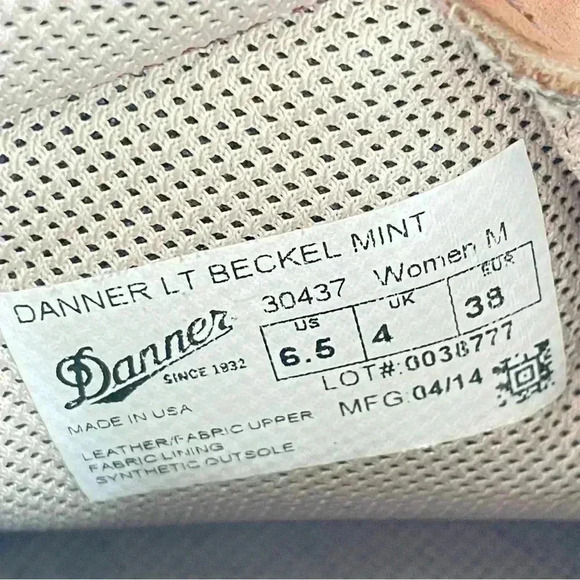 DANNER LT BECKEL MINT
30437 Women M
Danner
SINCE 1932
US UK EUR
6.5 4 38
LOT#:0038777
MFG:04/14
MADE IN USA
LEATHER/FABRIC UPPER
FABRIC LINING
SYNTHETIC OUTSOLE